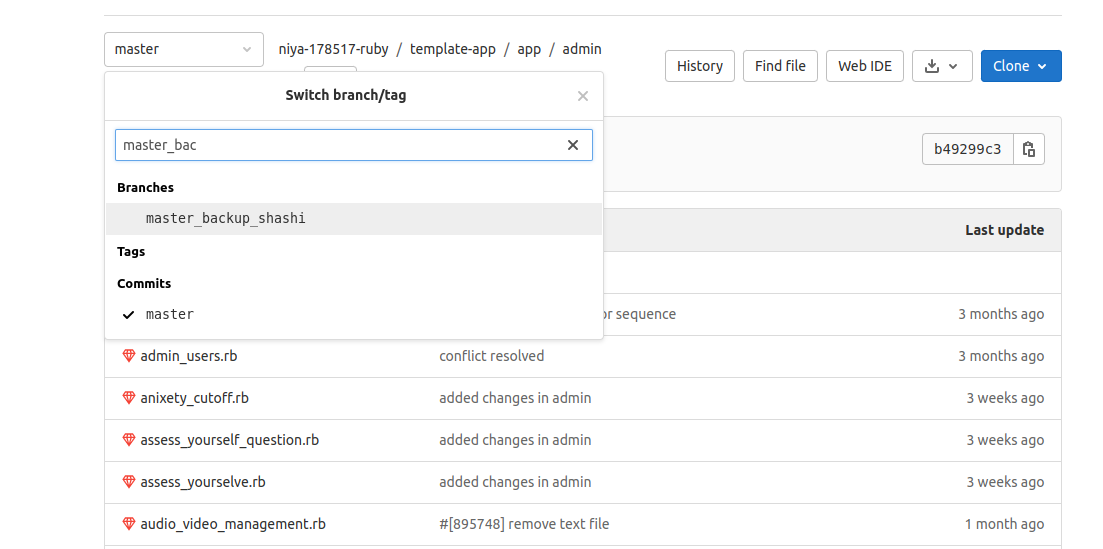 master
niya-178517-ruby / template-app / app / admin
History
Find file
Web IDE
Clone
Switch branch/tag
master_bac
b49299c3
Branches
master_backup_shashi
Last update
Tags
Commits
master
or sequence 3 months ago
admin_users.rb conflict resolved 3 months ago
anixety_cutoff.rb added changes in admin 3 weeks ago
assess_yourself_question.rb added changes in admin 3 weeks ago
assess_yourselve.rb added changes in admin 3 weeks ago
audio_video_management.rb #[895748] remove text file 1 month ago